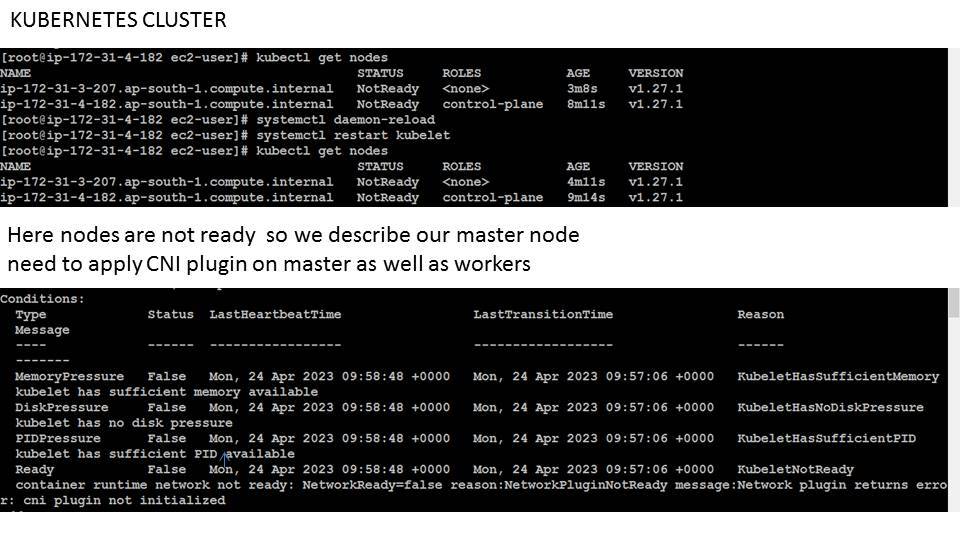 KUBERNETES CLUSTER
[root@ip-172-31-4-182 ec2-user]# kubectl get nodes
NAME STATUS ROLES AGE VERSION
ip-172-31-3-207.ap-south-1.compute.internal NotReady <none> 3m8s v1.27.1
ip-172-31-4-182.ap-south-1.compute.internal NotReady control-plane 8m11s v1.27.1
[root@ip-172-31-4-182 ec2-user]# systemctl daemon-reload
[root@ip-172-31-4-182 ec2-user]# systemctl restart kubelet
[root@ip-172-31-4-182 ec2-user]# kubectl get nodes
NAME STATUS ROLES AGE VERSION
ip-172-31-3-207.ap-south-1.compute.internal NotReady <none> 4m11s v1.27.1
ip-172-31-4-182.ap-south-1.compute.internal NotReady control-plane 9m14s v1.27.1
Here nodes are not ready so we describe our master node
need to apply CNI plugin on master as well as workers
Conditions:
Type Status LastHeartbeatTime LastTransitionTime Reason
Message
---- ------ ----------------- ------------------ ------
-------
MemoryPressure False Mon, 24 Apr 2023 09:58:48 +0000 Mon, 24 Apr 2023 09:57:06 +0000 KubeletHasSufficientMemory
kubelet has sufficient memory available
DiskPressure False Mon, 24 Apr 2023 09:58:48 +0000 Mon, 24 Apr 2023 09:57:06 +0000 KubeletHasNoDiskPressure
kubelet has no disk pressure
PIDPressure False Mon, 24 Apr 2023 09:58:48 +0000 Mon, 24 Apr 2023 09:57:06 +0000 KubeletHasSufficientPID
kubelet has sufficient PID available
Ready False Mon, 24 Apr 2023 09:58:48 +0000 Mon, 24 Apr 2023 09:57:06 +0000 KubeletNotReady
container runtime network not ready: NetworkReady=false reason:NetworkPluginNotReady message:Network plugin returns erro
r: cni plugin not initialized